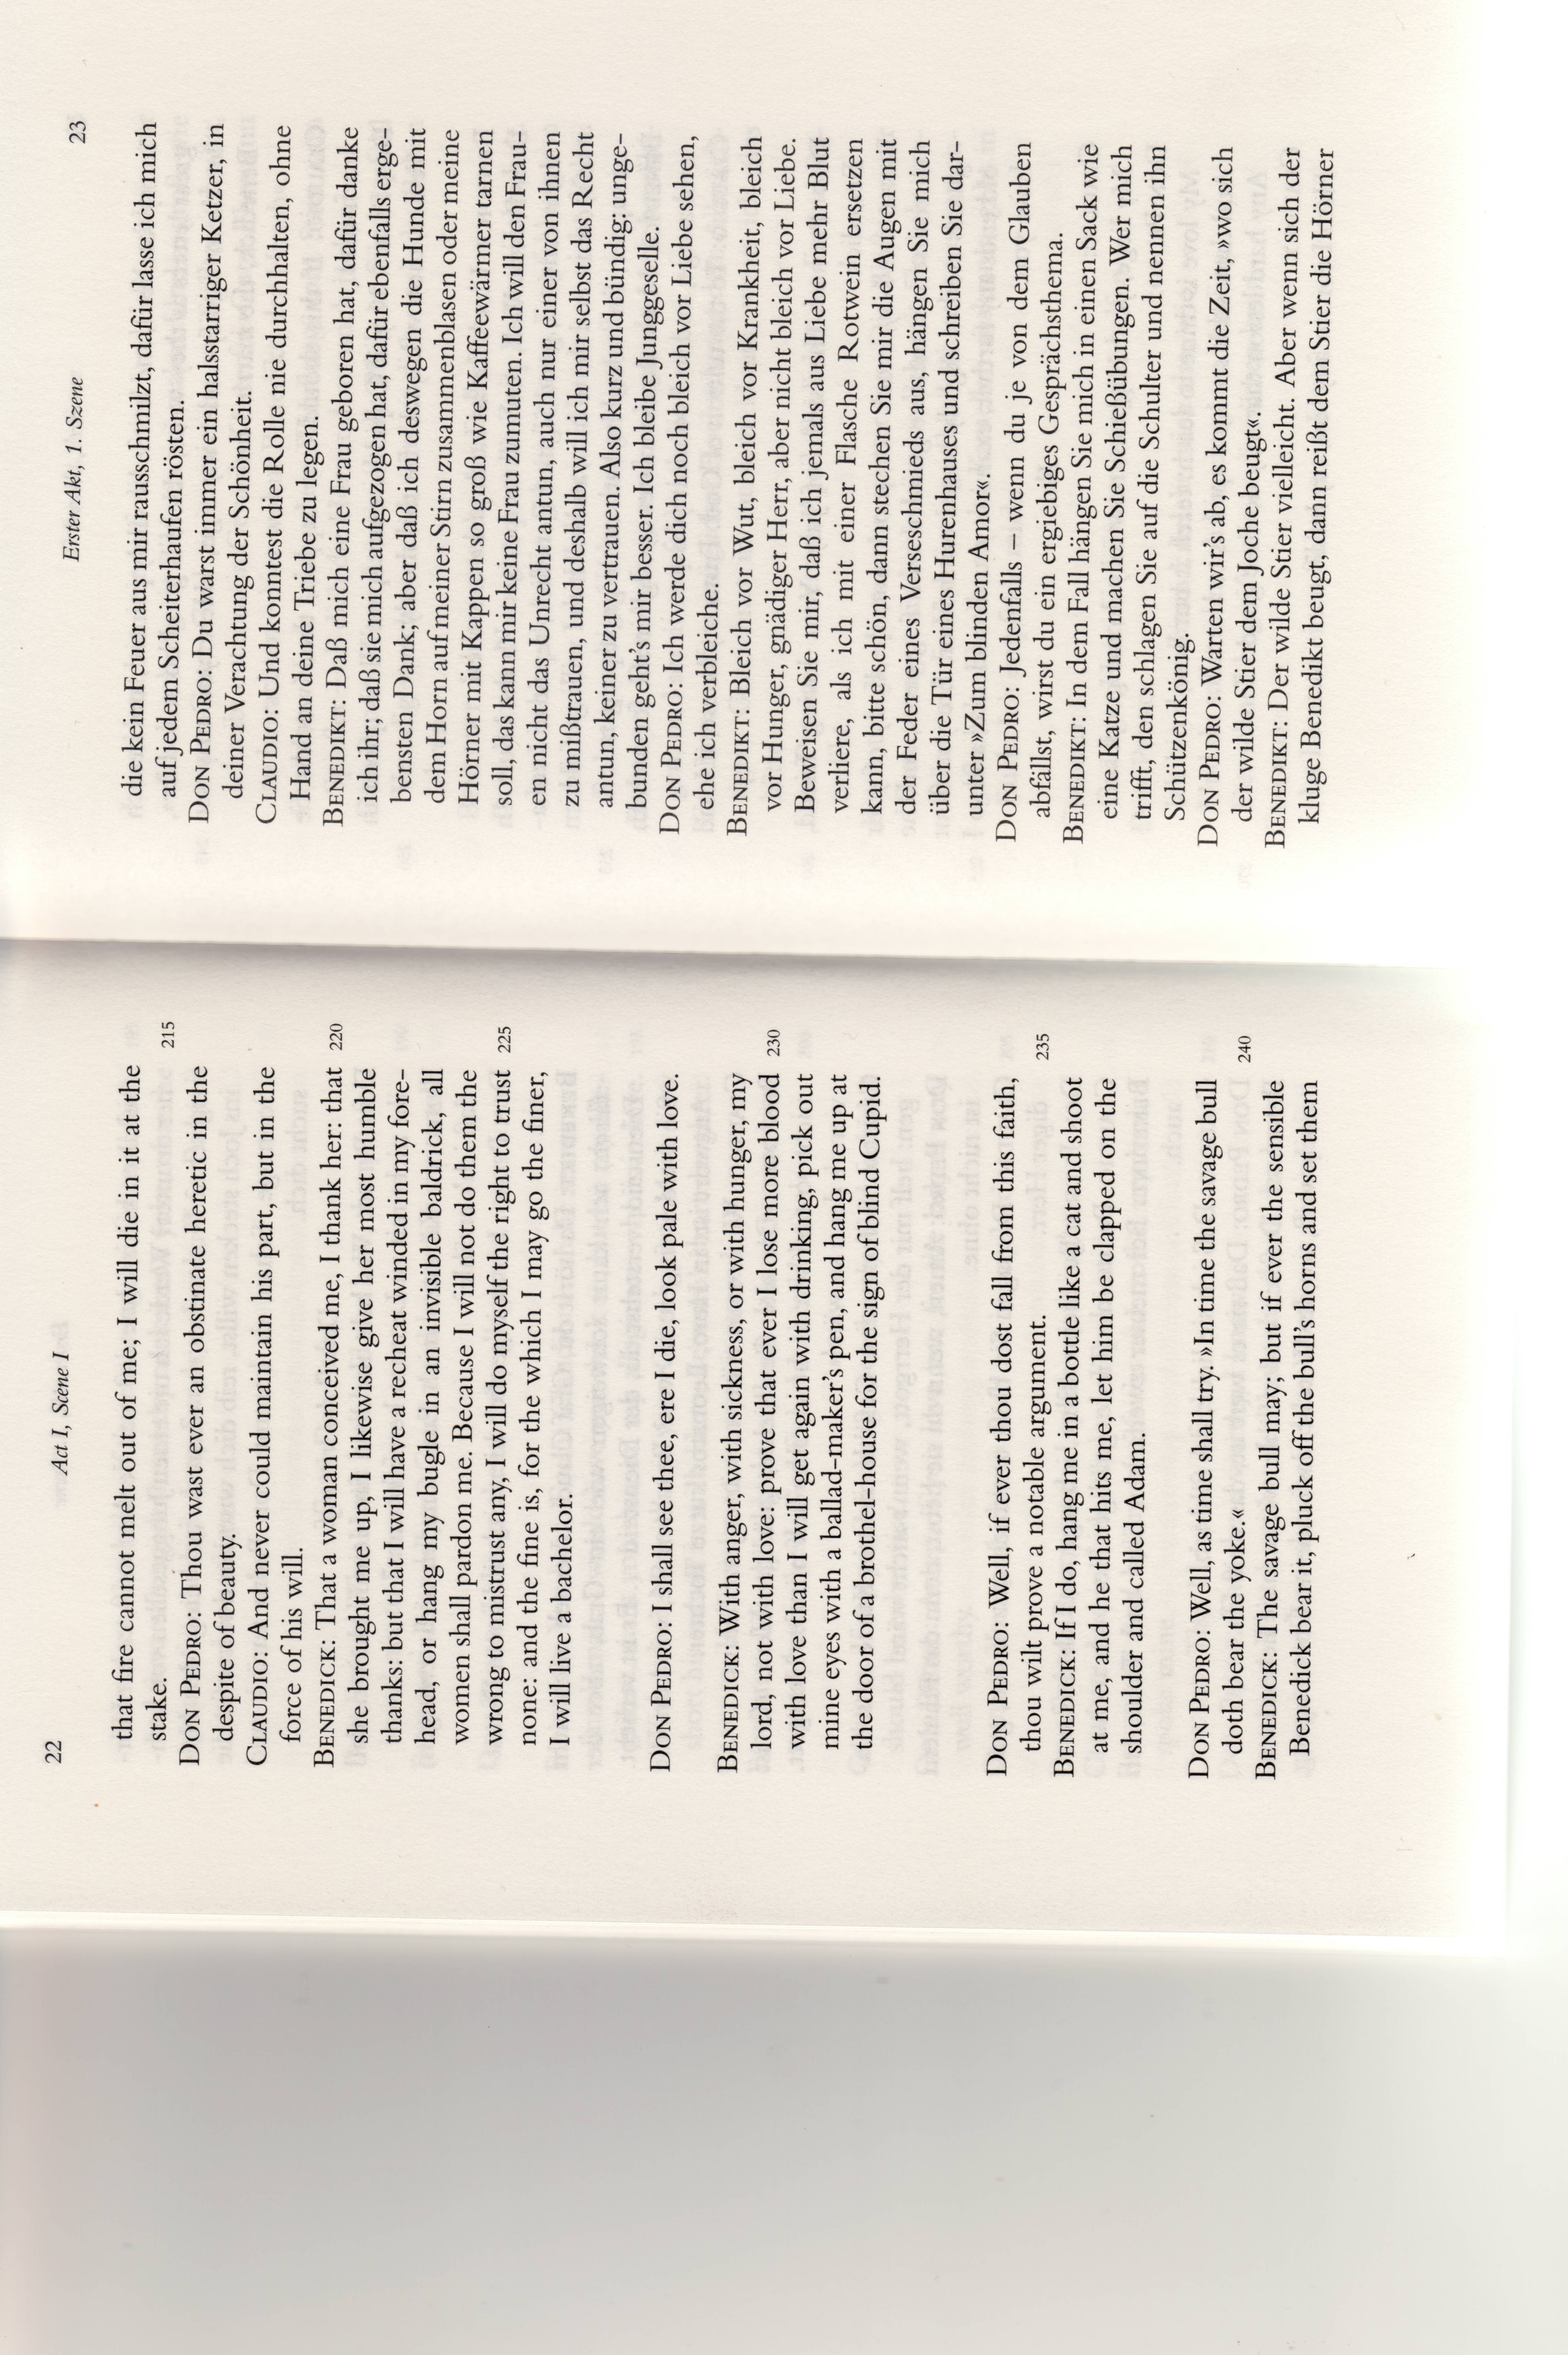 22
Act I, Scene I
that fire cannot melt out of me; I will die in it at the
stake.
215
DON PEDRO: Thou wast ever an obstinate heretic in the
despite of beauty.
CLAUDIO: And never could maintain his part, but in the
force of his will.
BENEDICK: That a woman conceived me, I thank her: that
220
she brought me up, I likewise give her most humble
thanks: but that I will have a recheat winded in my fore-
head, or hang my bugle in an invisible baldrick, all
women shall pardon me. Because I will not do them the
wrong to mistrust any, I will do myself the right to trust
225
none: and the fine is, for the which I may go the finer,
I will live a bachelor.
DON PEDRO: I shall see thee, ere I die, look pale with love.
BENEDICK: With anger, with sickness, or with hunger, my
lord, not with love: prove that ever I lose more blood
230
with love than I will get again with drinking, pick out
mine eyes with a ballad-maker's pen, and hang me up at
the door of a brothel-house for the sign of blind Cupid.
DON PEDRO: Well, if ever thou dost fall from this faith,
thou wilt prove a notable argument.
235
BENEDICK: If I do, hang me in a bottle like a cat and shoot
at me, and he that hits me, let him be clapped on the
shoulder and called Adam.
DON PEDRO: Well, as time shall try. »In time the savage bull
doth bear the yoke.«
240
BENEDICK: The savage bull may; but if ever the sensible
Benedick bear it, pluck off the bull's horns and set them
Erster Akt, 1. Szene
23
die kein Feuer aus mir rausschmilzt, dafür lasse ich mich
auf jedem Scheiterhaufen rösten.
DON PEDRO: Du warst immer ein halsstarriger Ketzer, in
deiner Verachtung der Schönheit.
CLAUDIO: Und konntest die Rolle nie durchhalten, ohne
Hand an deine Triebe zu legen.
BENEDIKT: Daß mich eine Frau geboren hat, dafür danke
ich ihr; daß sie mich aufgezogen hat, dafür ebenfalls erge-
bensten Dank; aber daß ich deswegen die Hunde mit
dem Horn auf meiner Stirn zusammenblasen oder meine
Hörner mit Kappen so groß wie Kaffeewärmer tarnen
soll, das kann mir keine Frau zumuten. Ich will den Frau-
en nicht das Unrecht antun, auch nur einer von ihnen
zu mißtrauen, und deshalb will ich mir selbst das Recht
antun, keiner zu vertrauen. Also kurz und bündig: unge-
bunden geht's mir besser. Ich bleibe Junggeselle.
DON PEDRO: Ich werde dich noch bleich vor Liebe sehen,
ehe ich verbleiche.
BENEDIKT: Bleich vor Wut, bleich vor Krankheit, bleich
vor Hunger, gnädiger Herr, aber nicht bleich vor Liebe.
Beweisen Sie mir, daß ich jemals aus Liebe mehr Blut
verliere, als ich mit einer Flasche Rotwein ersetzen
kann, bitte schön, dann stechen Sie mir die Augen mit
der Feder eines Verseschmieds aus, hängen Sie mich
über die Tür eines Hurenhauses und schreiben Sie dar-
unter »Zum blinden Amor«.
DON PEDRO: Jedenfalls – wenn du je von dem Glauben
abfällst, wirst du ein ergiebiges Gesprächsthema.
BENEDIKT: In dem Fall hängen Sie mich in einen Sack wie
eine Katze und machen Sie Schießübungen. Wer mich
trifft, den schlagen Sie auf die Schulter und nennen ihn
Schützenkönig.
DON PEDRO: Warten wir's ab, es kommt die Zeit, »wo sich
der wilde Stier dem Joche beugt«.
BENEDIKT: Der wilde Stier vielleicht. Aber wenn sich der
kluge Benedikt beugt, dann reißt dem Stier die Hörner